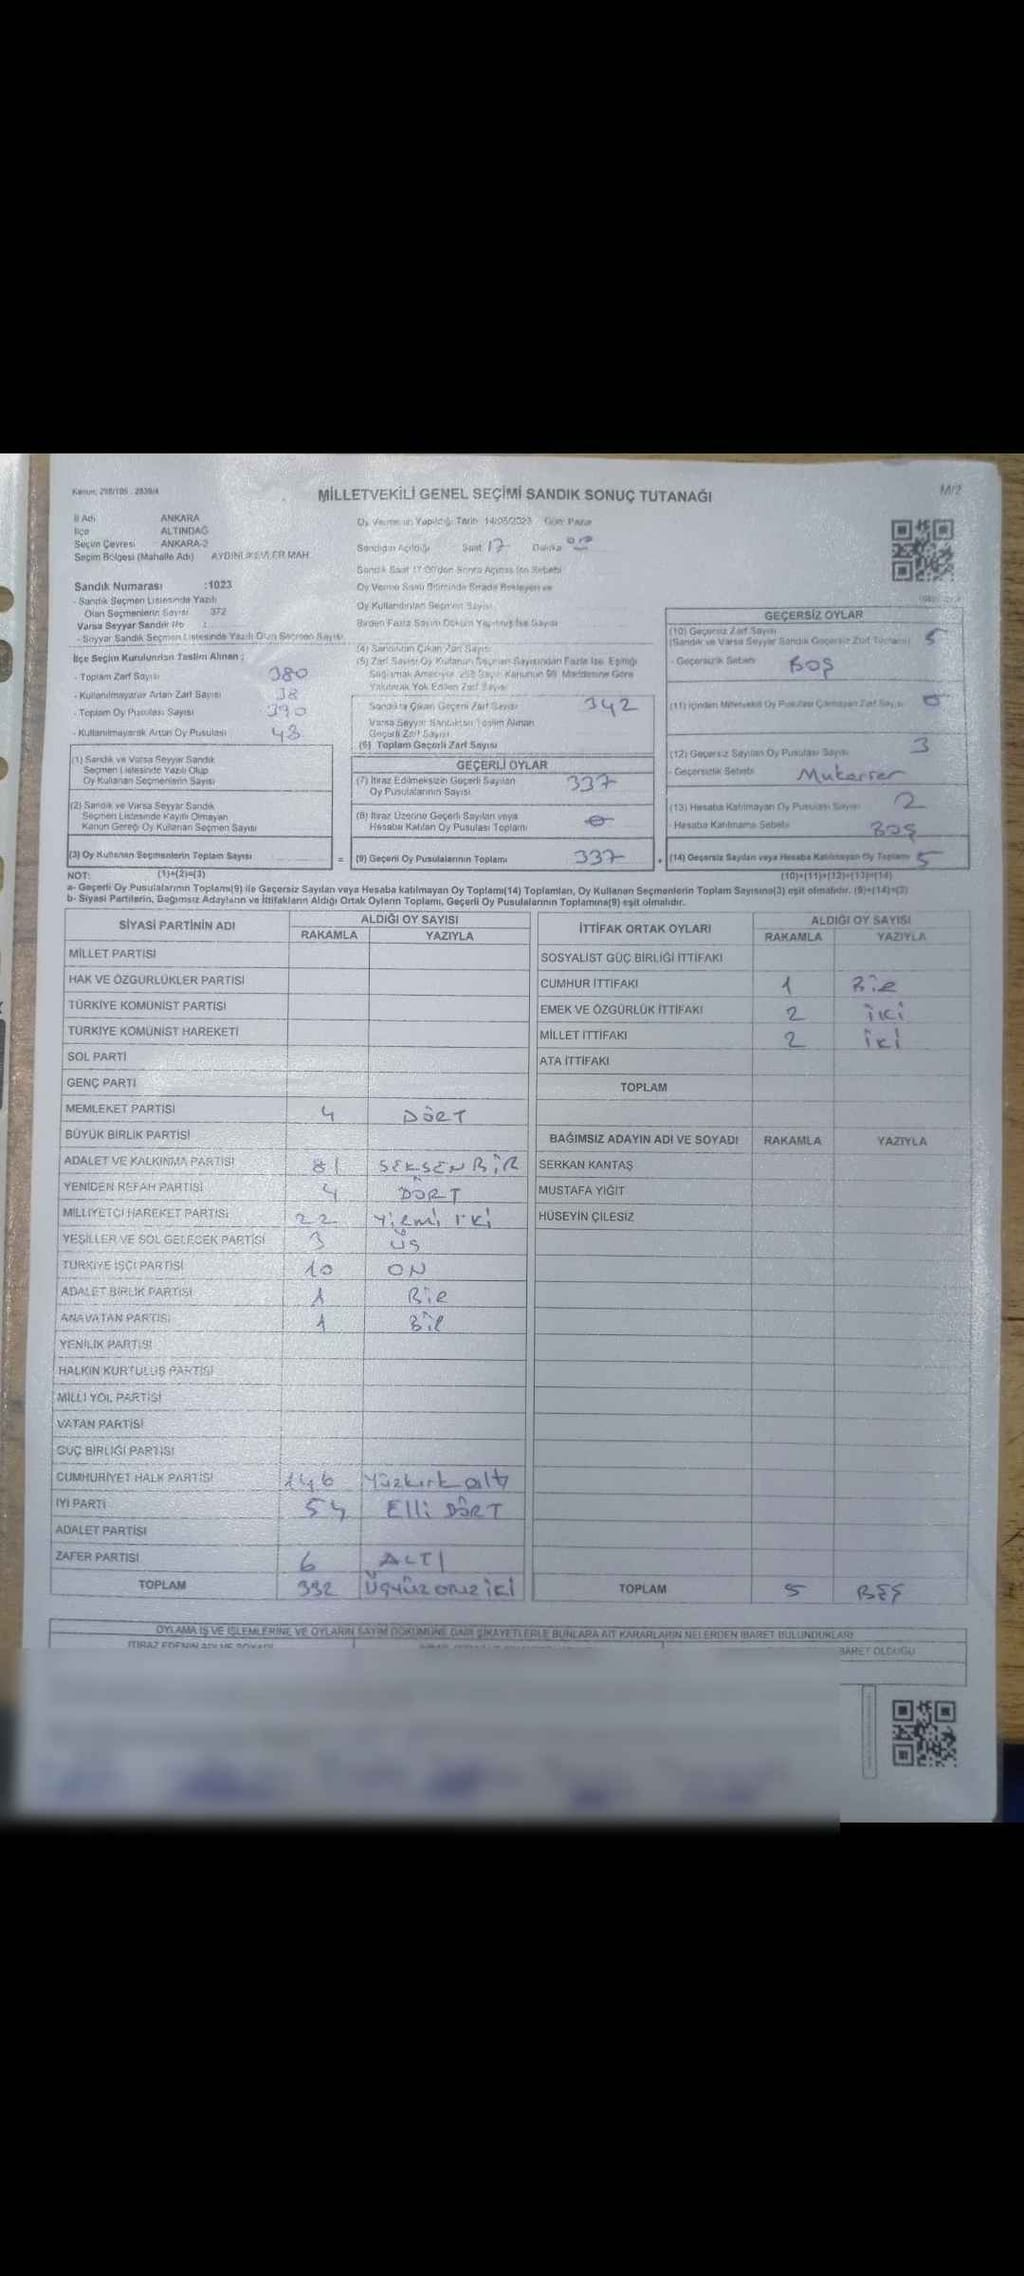 Kanun: 298/105 - 2839/4
M/2
MİLLETVEKİLİ GENEL SEÇİMİ SANDIK SONUÇ TUTANAĞI
İl Adı ANKARA
İlçe ALTINDAĞ
Seçim Çevresi ANKARA-2
Seçim Bölgesi (Mahalle Adı) AYDINLIKEVLER MAH.
Sandık Numarası :1023
- Sandık Seçmen Listesinde Yazılı
Olan Seçmenlerin Sayısı 372
Varsa Seyyar Sandık No :
- Seyyar Sandık Seçmen Listesinde Yazılı Olan Seçmen Sayısı
İlçe Seçim Kurulundan Teslim Alınan ;
- Toplam Zarf Sayısı 380
- Kullanılmayarak Artan Zarf Sayısı 38
- Toplam Oy Pusulası Sayısı 390
- Kullanılmayarak Artan Oy Pusulası 48
(1) Sandık ve Varsa Seyyar Sandık
Seçmen Listesinde Yazılı Olup
Oy Kullanan Seçmenlerin Sayısı
(2) Sandık ve Varsa Seyyar Sandık
Seçmen Listesinde Kayıtlı Olmayan
Kanun Gereği Oy Kullanan Seçmen Sayısı
(3) Oy Kullanan Seçmenlerin Toplam Sayısı
Oy Vermenin Yapıldığı Tarih 14/05/2023 Gün Pazar
Sandığın Açıldığı Saat 17 Dakika
Sandık Saat 17.00'den Sonra Açılmış İse Sebebi
Oy Verme Saati Bitiminde Sırada Bekleyen ve
Oy Kullandırılan Seçmen Sayısı
Birden Fazla Sayım Döküm Yapılmış İse Sayısı
(4) Sandıktan Çıkan Zarf Sayısı
(5) Zarf Sayısı Oy Kullanan Seçmen Sayısından Fazla İse, Eşitliği
Sağlamak Amacıyla 298 Sayılı Kanunun 98. Maddesine Göre
Yakılarak Yok Edilen Zarf Sayısı
Sandıkta Çıkan Geçerli Zarf Sayısı 342
Varsa Seyyar Sandıktan Teslim Alınan
Geçerli Zarf Sayısı
(6) Toplam Geçerli Zarf Sayısı
GEÇERLİ OYLAR
(7) İtiraz Edilmeksizin Geçerli Sayılan
Oy Pusulalarının Sayısı 337
(8) İtiraz Üzerine Geçerli Sayılan veya
Hesaba Katılan Oy Pusulası Toplamı 0
= (9) Geçerli Oy Pusulalarının Toplamı 337
GEÇERSİZ OYLAR
(10) Geçersiz Zarf Sayısı
(Sandık ve Varsa Seyyar Sandık Geçersiz Zarf Toplamı) 5
- Geçersizlik Sebebi BOŞ
(11) İçinden Milletvekili Oy Pusulası Çıkmayan Zarf Sayısı 0
(12) Geçersiz Sayılan Oy Pusulası Sayısı 3
- Geçersizlik Sebebi Mukerrer
(13) Hesaba Katılmayan Oy Pusulası Sayısı 2
- Hesaba Katılmama Sebebi BOŞ
+ (14) Geçersiz Sayılan veya Hesaba Katılmayan Oy Toplamı 5
NOT: (1)+(2)=(3)
(10)+(11)+(12)+(13)=(14)
a- Geçerli Oy Pusulalarının Toplamı(9) ile Geçersiz Sayılan veya Hesaba katılmayan Oy Toplamı(14) Toplamları, Oy Kullanan Seçmenlerin Toplam Sayısına(3) eşit olmalıdır. (9)+(14)=(3)
b- Siyasi Partilerin, Bağımsız Adayların ve İttifakların Aldığı Ortak Oyların Toplamı, Geçerli Oy Pusulalarının Toplamına(9) eşit olmalıdır.
SİYASİ PARTİNİN ADI ALDIĞI OY SAYISI
RAKAMLA YAZIYLA
MİLLET PARTİSİ
HAK VE ÖZGÜRLÜKLER PARTİSİ
TÜRKİYE KOMÜNİST PARTİSİ
TÜRKİYE KOMÜNİST HAREKETİ
SOL PARTİ
GENÇ PARTİ
MEMLEKET PARTİSİ 4 DÖRT
BÜYÜK BİRLİK PARTİSİ
ADALET VE KALKINMA PARTİSİ 81 SEKSEN BİR
YENİDEN REFAH PARTİSİ 4 DÖRT
MİLLİYETÇİ HAREKET PARTİSİ 22 Yirmi iki
YEŞİLLER VE SOL GELECEK PARTİSİ 3 ÜÇ
TÜRKİYE İŞÇİ PARTİSİ 10 ON
ADALET BİRLİK PARTİSİ 1 Bir
ANAVATAN PARTİSİ 1 Bir
YENİLİK PARTİSİ
HALKIN KURTULUŞ PARTİSİ
MİLLİ YOL PARTİSİ
VATAN PARTİSİ
GÜÇ BİRLİĞİ PARTİSİ
CUMHURİYET HALK PARTİSİ 146 Yüzkırk altı
İYİ PARTİ 54 Elli DÖRT
ADALET PARTİSİ
ZAFER PARTİSİ 6 ALTI
TOPLAM 332 Üçyüz otuz iki
İTTİFAK ORTAK OYLARI ALDIĞI OY SAYISI
RAKAMLA YAZIYLA
SOSYALİST GÜÇ BİRLİĞİ İTTİFAKI
CUMHUR İTTİFAKI 1 Bir
EMEK VE ÖZGÜRLÜK İTTİFAKI 2 iki
MİLLET İTTİFAKI 2 iki
ATA İTTİFAKI
TOPLAM
BAĞIMSIZ ADAYIN ADI VE SOYADI RAKAMLA YAZIYLA
SERKAN KANTAŞ
MUSTAFA YİĞİT
HÜSEYİN ÇİLESİZ
TOPLAM 5 BEŞ
OYLAMA İŞ VE İŞLEMLERİNE VE OYLARIN SAYIM DÖKÜMÜNE DAİR ŞİKAYETLERLE BUNLARA AİT KARARLARIN NELERDEN İBARET BULUNDUKLARI
İTİRAZ EDENİN ADI VE SOYADI
İBARET OLDUĞU